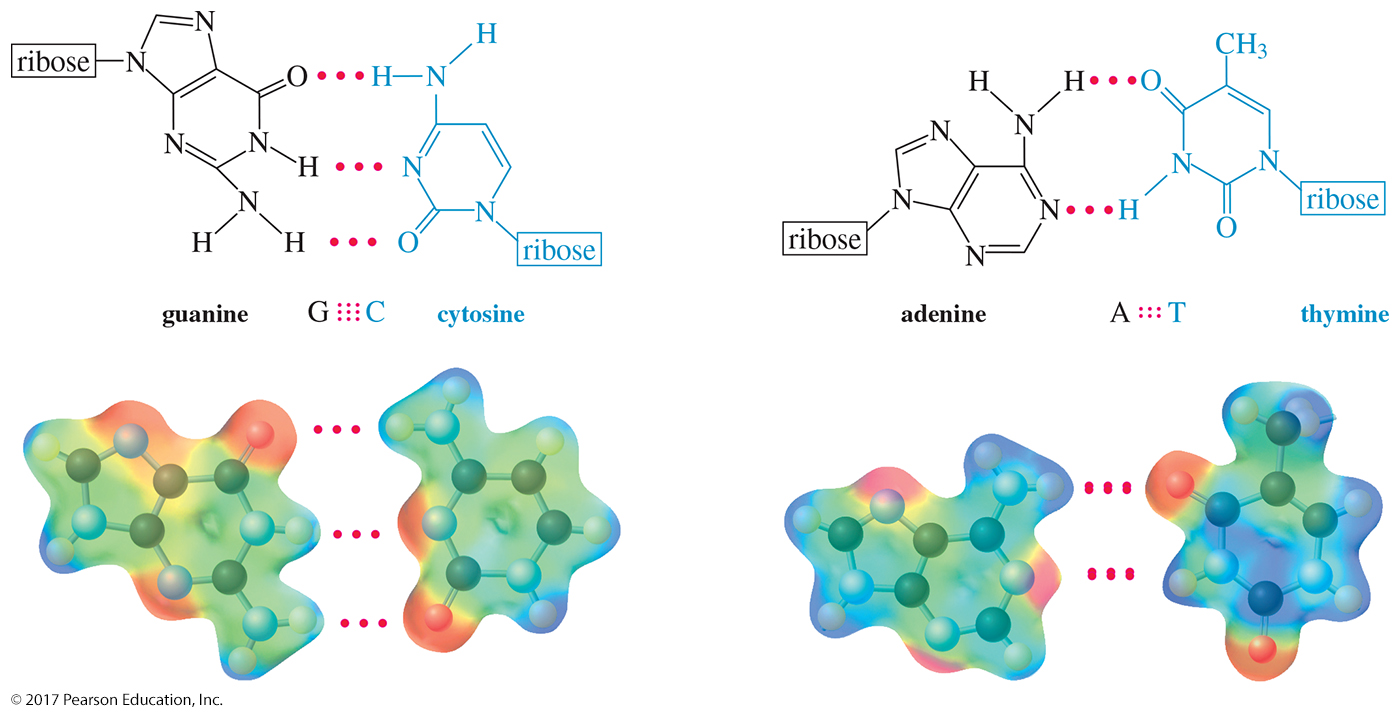 N
ribose
N
O
H
N
H
N
N
H
N
H
H
N
O
N
ribose
guanine
G
C
cytosine
CH3
H
H
O
N
N
N
N
N
H
N
N
ribose
O
ribose
N
adenine
A
T
thymine
© 2017 Pearson Education, Inc.